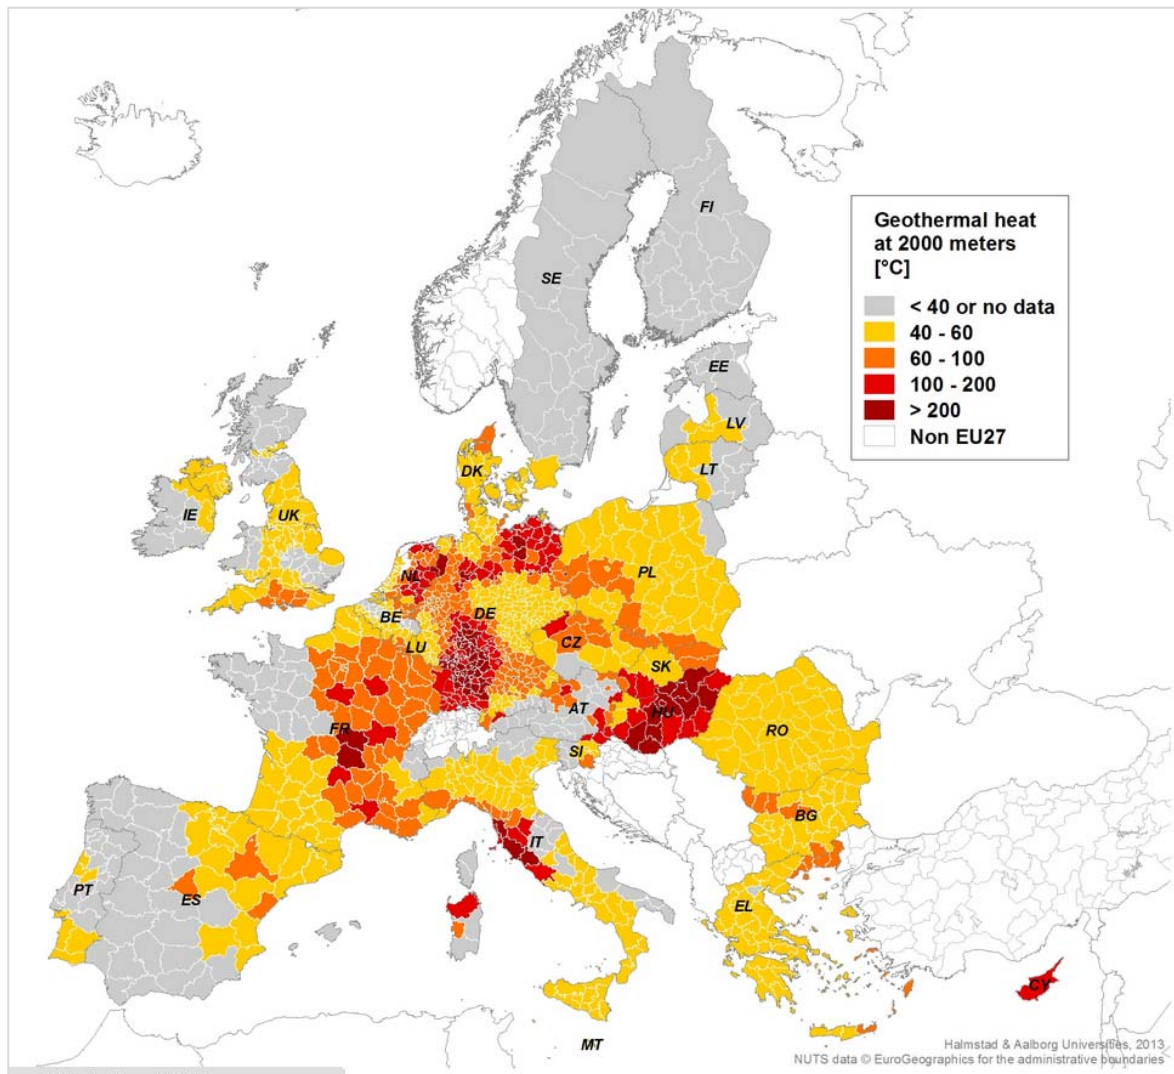 FI
SE
Geothermal heat
at 2000 meters
[°C]
< 40 or no data
40 - 60
60 - 100
100 - 200
> 200
Non EU27
EE
LV
LT
DK
IE
UK
NL
PL
BE
DE
LU
CZ
SK
AT
HU
FR
SI
RO
BG
IT
PT
ES
EL
CY
MT
Halmstad & Aalborg Universities, 2013
NUTS data © EuroGeographics for the administrative boundaries